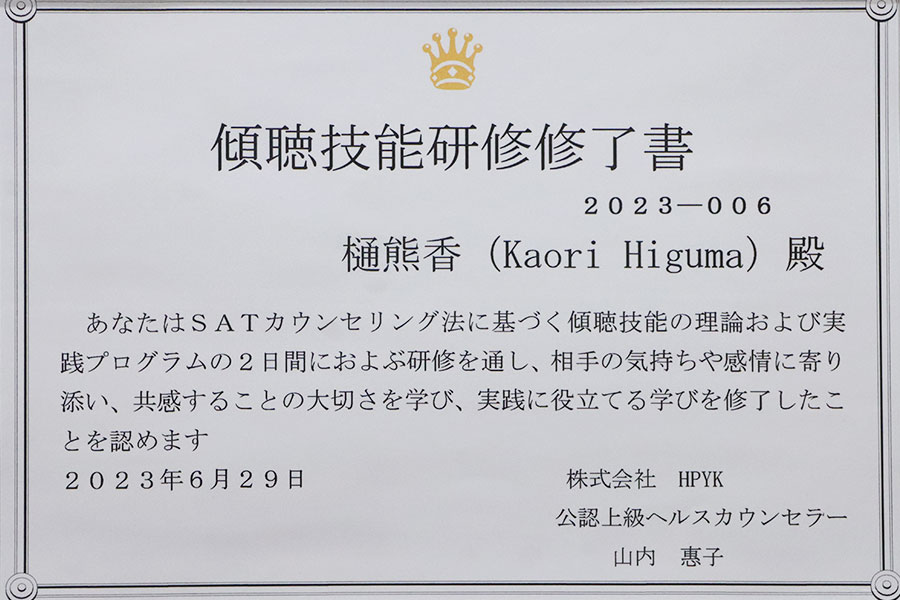 傾聴技能研修修了書
２０２３―００６
樋熊香 (Kaori Higuma) 殿
あなたはＳＡＴカウンセリング法に基づく傾聴技能の理論および実
践プログラムの２日間におよぶ研修を通し、相手の気持ちや感情に寄り
添い、共感することの大切さを学び、実践に役立てる学びを修了したこ
とを認めます
２０２３年６月２９日
株式会社　HPYK
公認上級ヘルスカウンセラー
山内　惠子